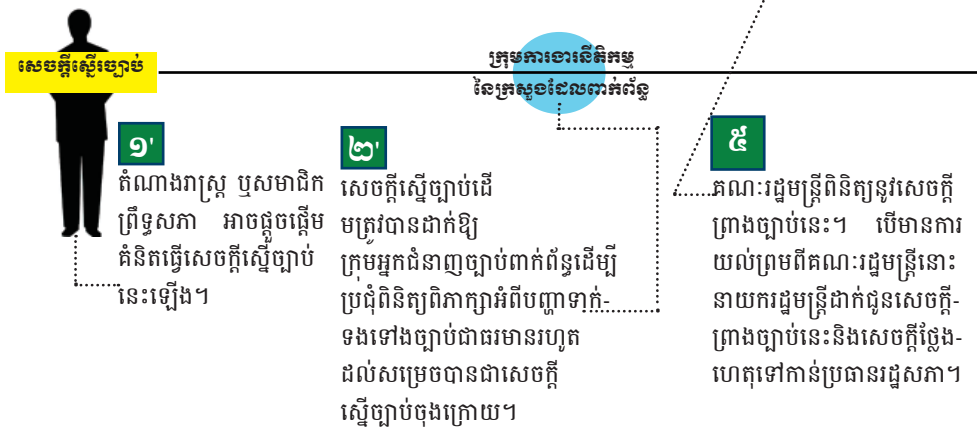 សេចក្តីស្នើរច្បាប់
ក្រុមការងារនីតិកម្ម
នៃក្រសួងដែលពាក់ព័ន្ធ
១'
តំណាងរាស្ត្រ ឬសមាជិក
ព្រឹទ្ធសភា អាចផ្តួចផ្តើម
គំនិតធ្វើសេចក្តីស្នើច្បាប់
នេះឡើង។
២'
សេចក្តីស្នើច្បាប់ដើ
មត្រូវបានដាក់ឱ្យ
ក្រុមអ្នកជំនាញច្បាប់ពាក់ព័ន្ធដើម្បី
ប្រជុំពិនិត្យពិភាក្សាអំពីបញ្ហាទាក់-
ទងទៅងច្បាប់ជាធរមានរហូត
ដល់សម្រេចបានជាសេចក្តី
ស្នើច្បាប់ចុងក្រោយ។
៥
គណៈរដ្ឋមន្ត្រីពិនិត្យនូវសេចក្តី
ព្រាងច្បាប់នេះ។ បើមានការ
យល់ព្រមពីគណៈរដ្ឋមន្ត្រីនោះ
នាយករដ្ឋមន្ត្រីដាក់ជូនសេចក្តី-
ព្រាងច្បាប់នេះនិងសេចក្តីថ្លែង-
ហេតុទៅកាន់ប្រធានរដ្ឋសភា។